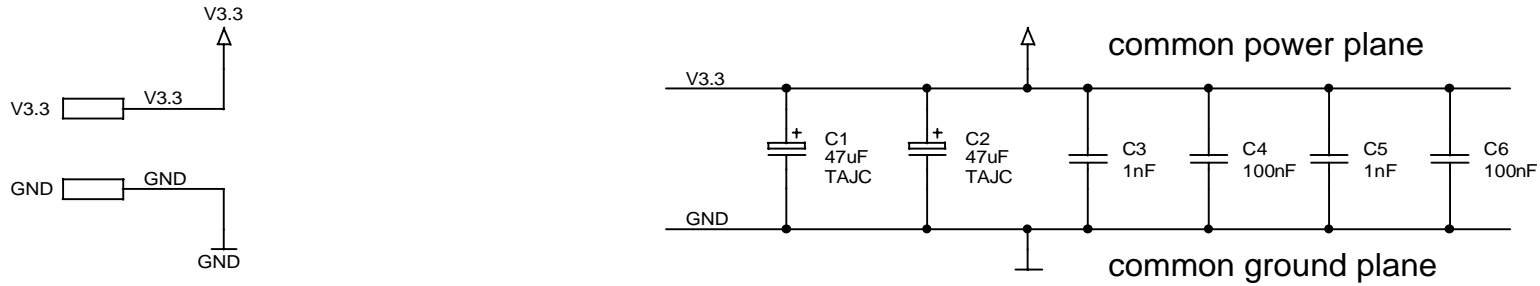 V3.3
V3.3 V3.3
GND GND
GND
common power plane
V3.3
C1
47uF
TAJC
+
C2
47uF
TAJC
+
C3
1nF
C4
100nF
C5
1nF
C6
100nF
GND
common ground plane